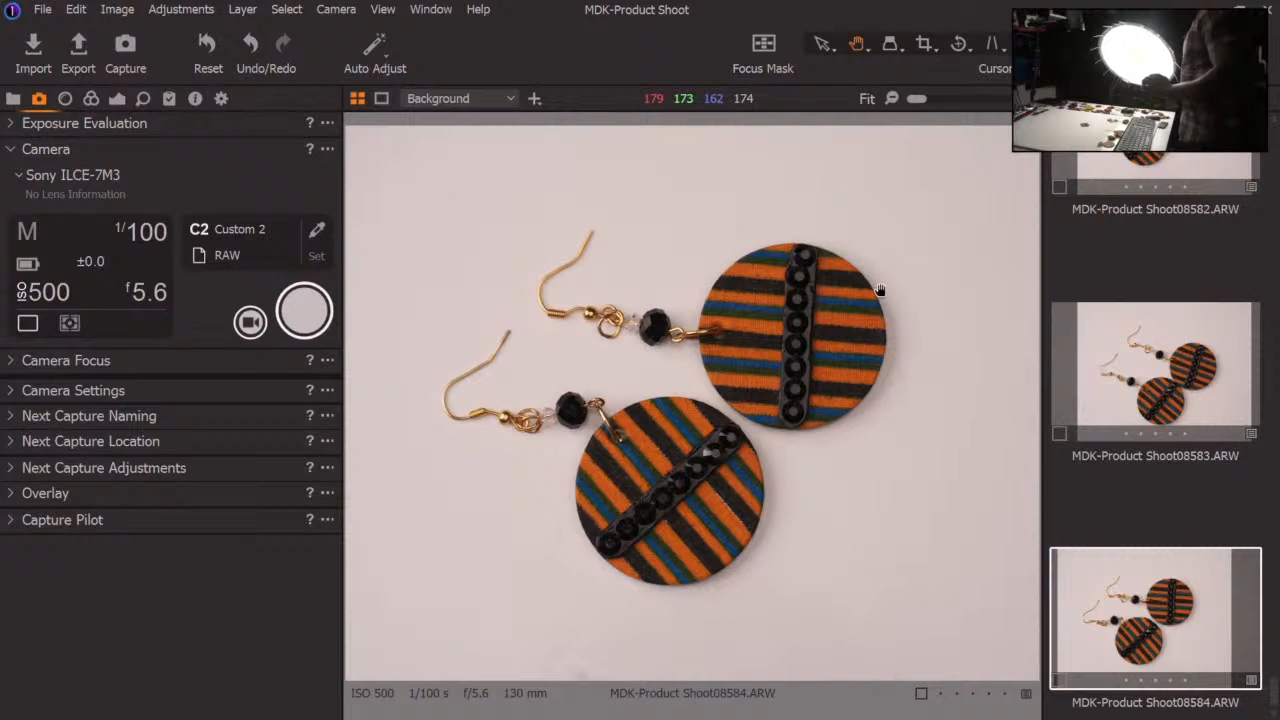 File Edit Image Adjustments Layer Select Camera View Window Help MDK-Product Shoot
Import Export Capture Reset Undo/Redo Auto Adjust Focus Mask Cursor
Background 179 173 162 174 Fit
Exposure Evaluation ? ···
Camera ? ···
Sony ILCE-7M3
No Lens Information
M 1/100 C2 Custom 2
±0.0 RAW Set
ISO 500 f 5.6
Camera Focus ? ···
Camera Settings ? ···
Next Capture Naming ? ···
Next Capture Location ? ···
Next Capture Adjustments ? ···
Overlay ? ···
Capture Pilot ? ···
MDK-Product Shoot08582.ARW
MDK-Product Shoot08583.ARW
MDK-Product Shoot08584.ARW
ISO 500 1/100 s f/5.6 130 mm MDK-Product Shoot08584.ARW